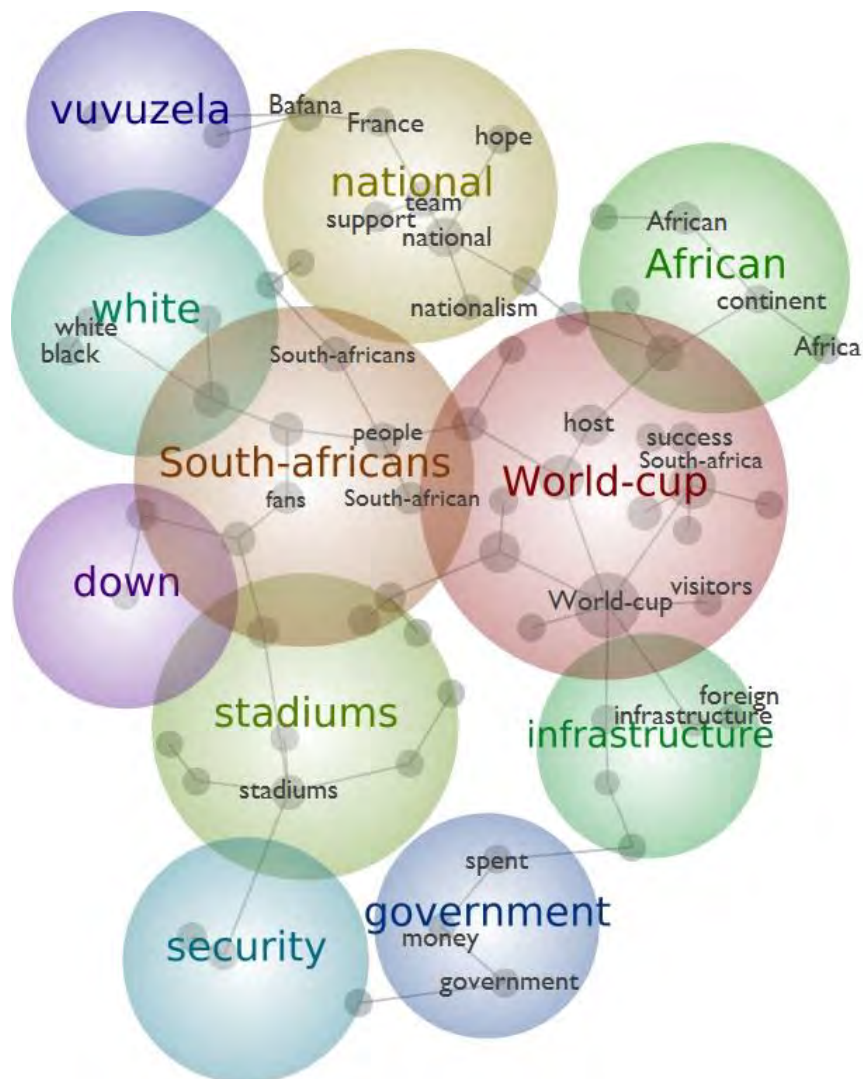 vuvuzela
Bafana
France
hope
national
team
support
national
nationalism
African
African
continent
Africa
white
white
black
South-africans
people
South-africans
fans
South-african
host
success
South-africa
World-cup
World-cup
visitors
down
stadiums
stadiums
foreign
infrastructure
infrastructure
spent
government
money
government
security